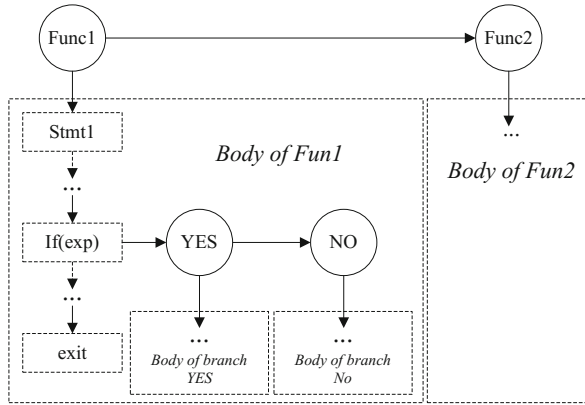 Func1
Func2
Stmt1
...
Body of Fun1
...
Body of Fun2
...
If(exp)
YES
NO
...
exit
...
Body of branch
YES
...
Body of branch
No